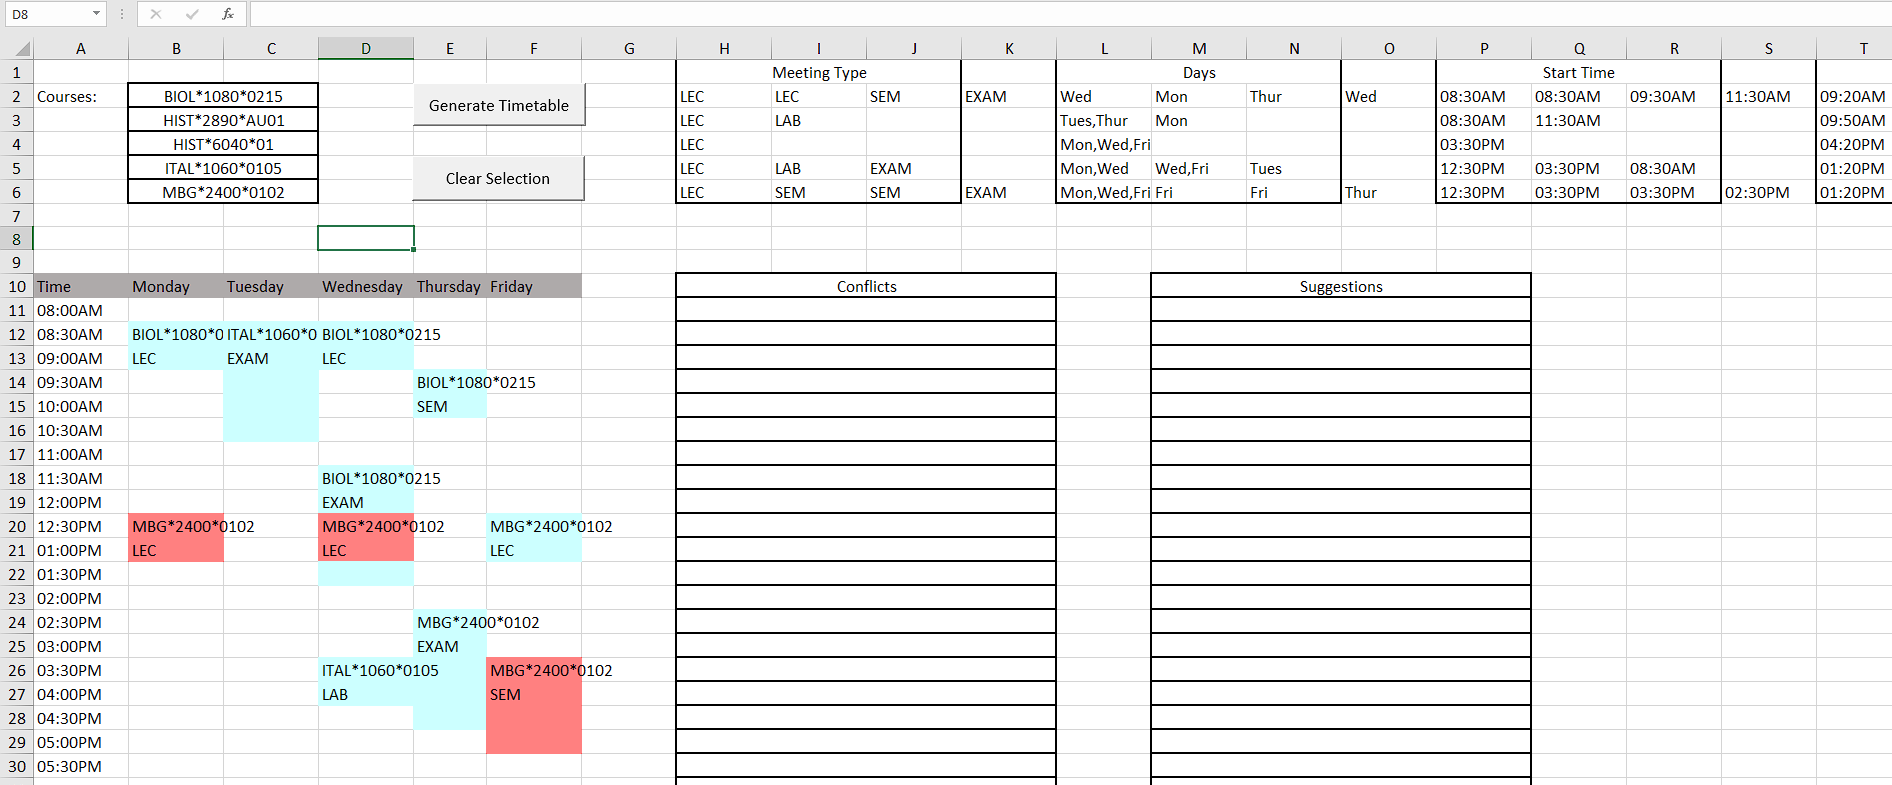 D8 fx
A B C D E F G H I J K L M N O P Q R S T
1 Meeting Type Days Start Time
2 Courses: BIOL*1080*0215 LEC LEC SEM EXAM Wed Mon Thur Wed 08:30AM 08:30AM 09:30AM 11:30AM 09:20AM
Generate Timetable
3 HIST*2890*AU01 LEC LAB Tues,Thur Mon 08:30AM 11:30AM 09:50AM
4 HIST*6040*01 LEC Mon,Wed,Fri 03:30PM 04:20PM
5 ITAL*1060*0105 LEC LAB EXAM Mon,Wed Wed,Fri Tues 12:30PM 03:30PM 08:30AM 01:20PM
Clear Selection
6 MBG*2400*0102 LEC SEM SEM EXAM Mon,Wed,Fri Fri Fri Thur 12:30PM 03:30PM 03:30PM 02:30PM 01:20PM
7
8
9
10 Time Monday Tuesday Wednesday Thursday Friday Conflicts Suggestions
11 08:00AM
12 08:30AM BIOL*1080*0 ITAL*1060*0 BIOL*1080*0215
13 09:00AM LEC EXAM LEC
14 09:30AM BIOL*1080*0215
15 10:00AM SEM
16 10:30AM
17 11:00AM
18 11:30AM BIOL*1080*0215
19 12:00PM EXAM
20 12:30PM MBG*2400*0102 MBG*2400*0102 MBG*2400*0102
21 01:00PM LEC LEC LEC
22 01:30PM
23 02:00PM
24 02:30PM MBG*2400*0102
25 03:00PM EXAM
26 03:30PM ITAL*1060*0105 MBG*2400*0102
27 04:00PM LAB SEM
28 04:30PM
29 05:00PM
30 05:30PM